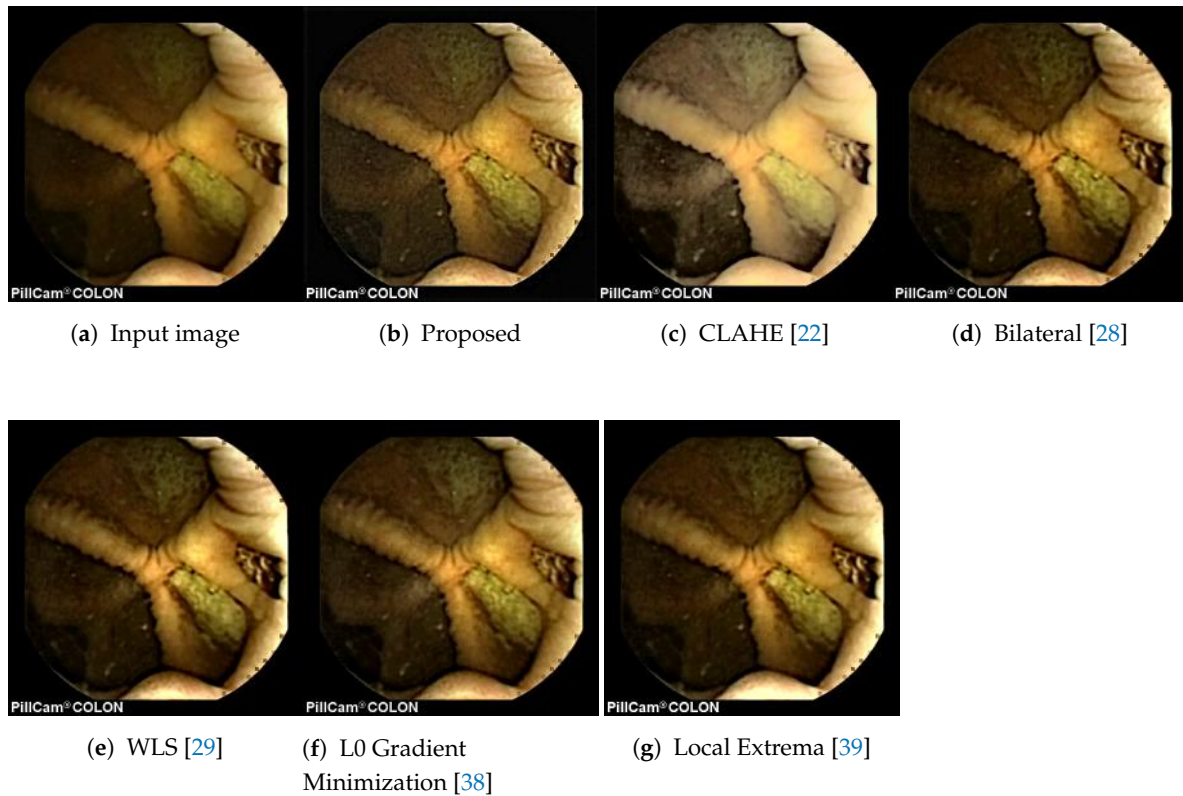 PillCam®COLON PillCam®COLON PillCam®COLON PillCam®COLON
(a) Input image (b) Proposed (c) CLAHE [22] (d) Bilateral [28]
PillCam®COLON PillCam®COLON PillCam®COLON
(e) WLS [29] (f) L0 Gradient (g) Local Extrema [39]
Minimization [38]